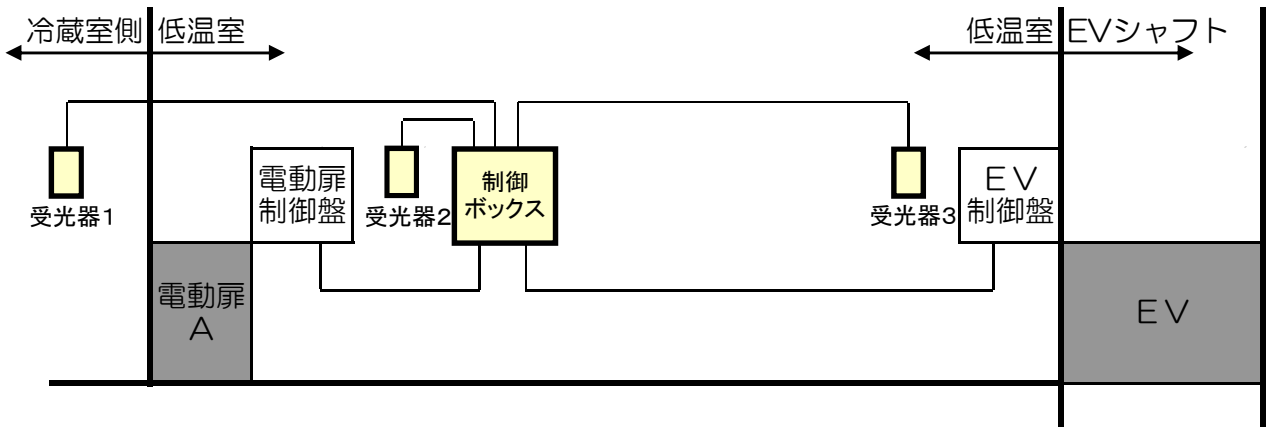 冷蔵室側
低温室
低温室
EVシャフト
電動扉
制御盤
制御
ボックス
EV
制御盤
受光器1
受光器2
受光器3
電動扉
A
EV